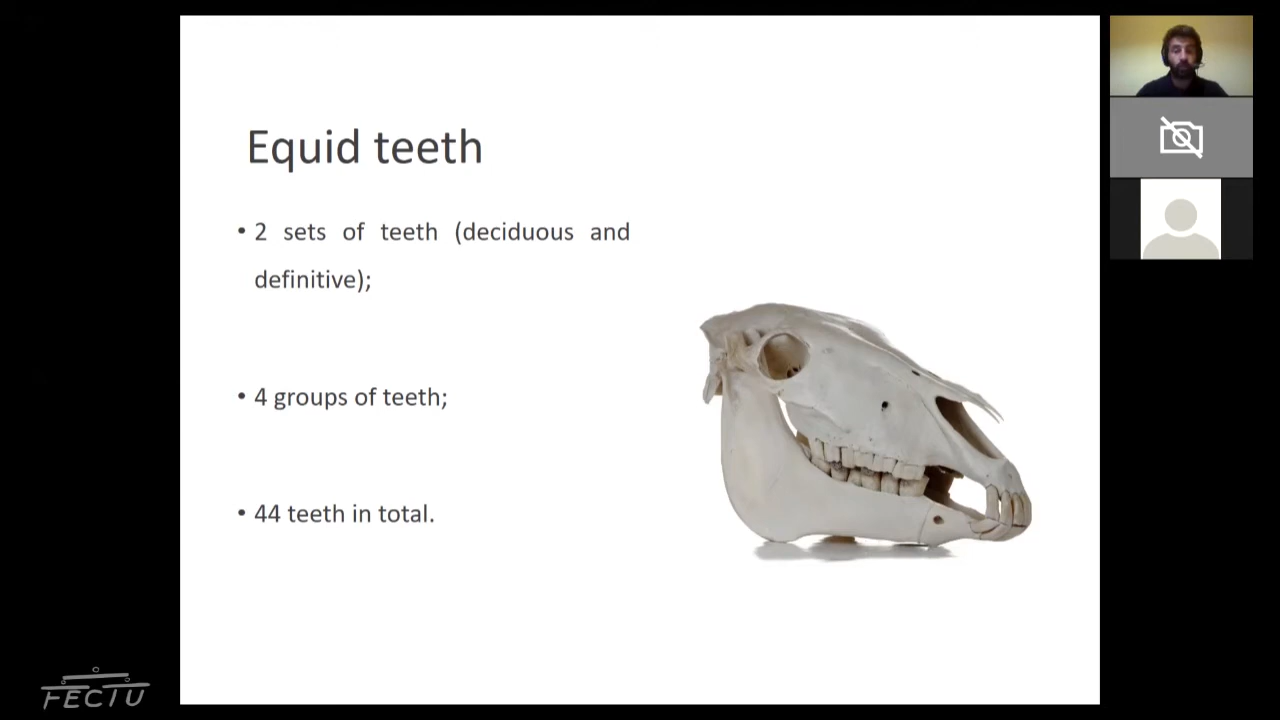 Equid teeth
• 2 sets of teeth (deciduous and
definitive);
• 4 groups of teeth;
• 44 teeth in total.
FECTU